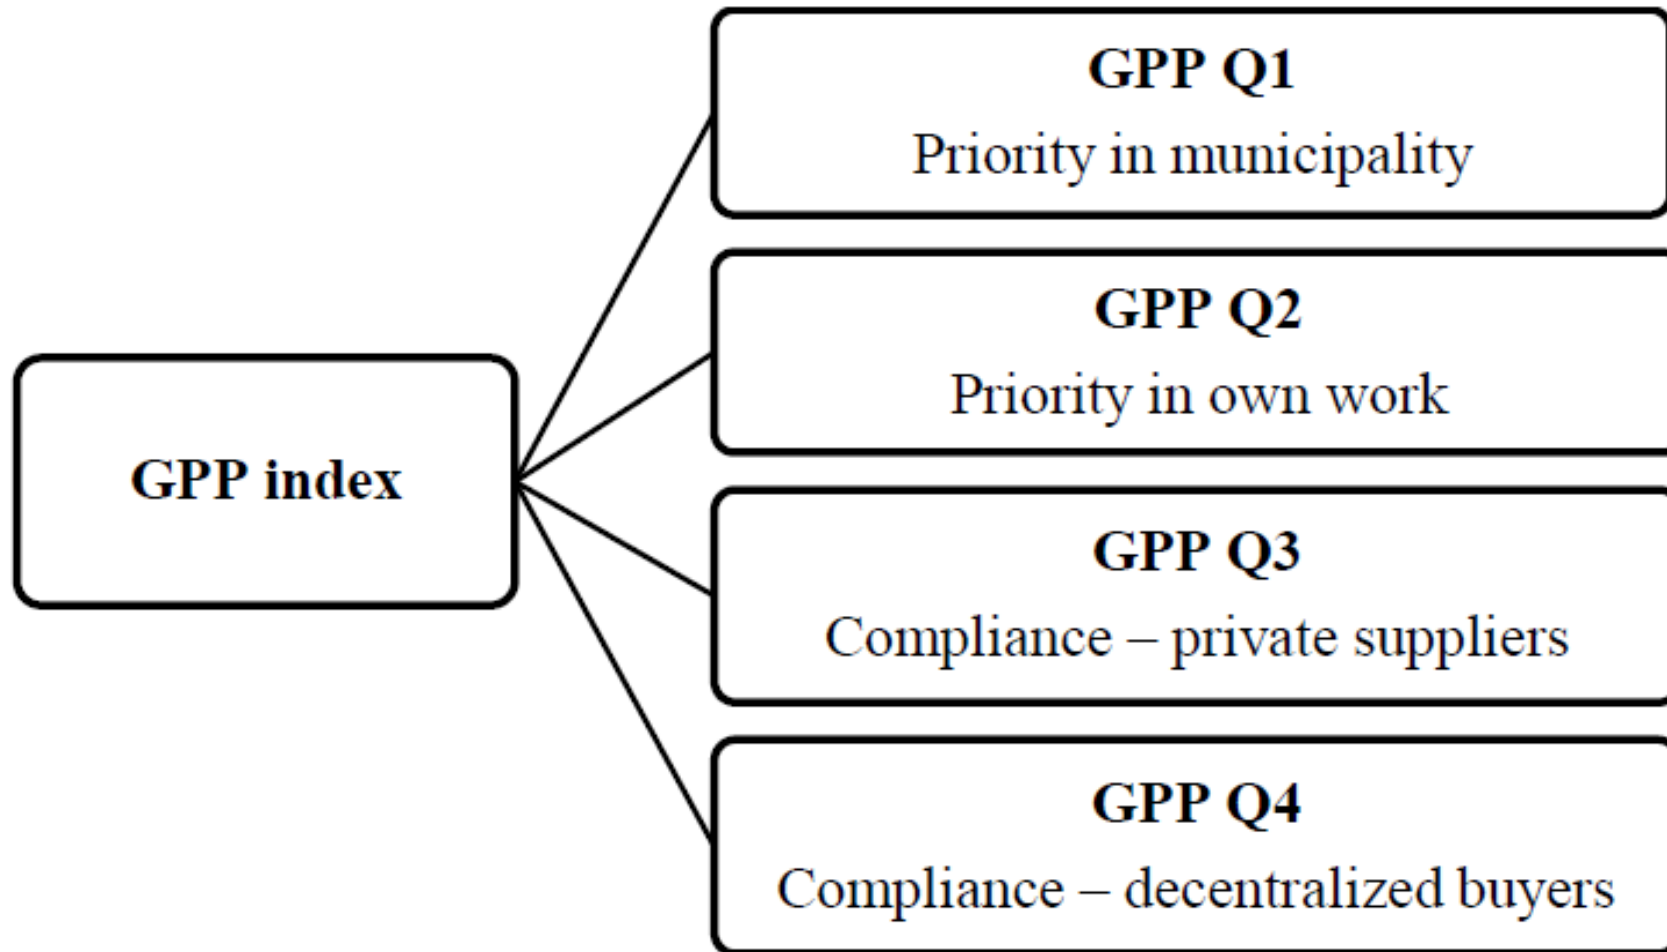 GPP index
GPP Q1
Priority in municipality
GPP Q2
Priority in own work
GPP Q3
Compliance – private suppliers
GPP Q4
Compliance – decentralized buyers